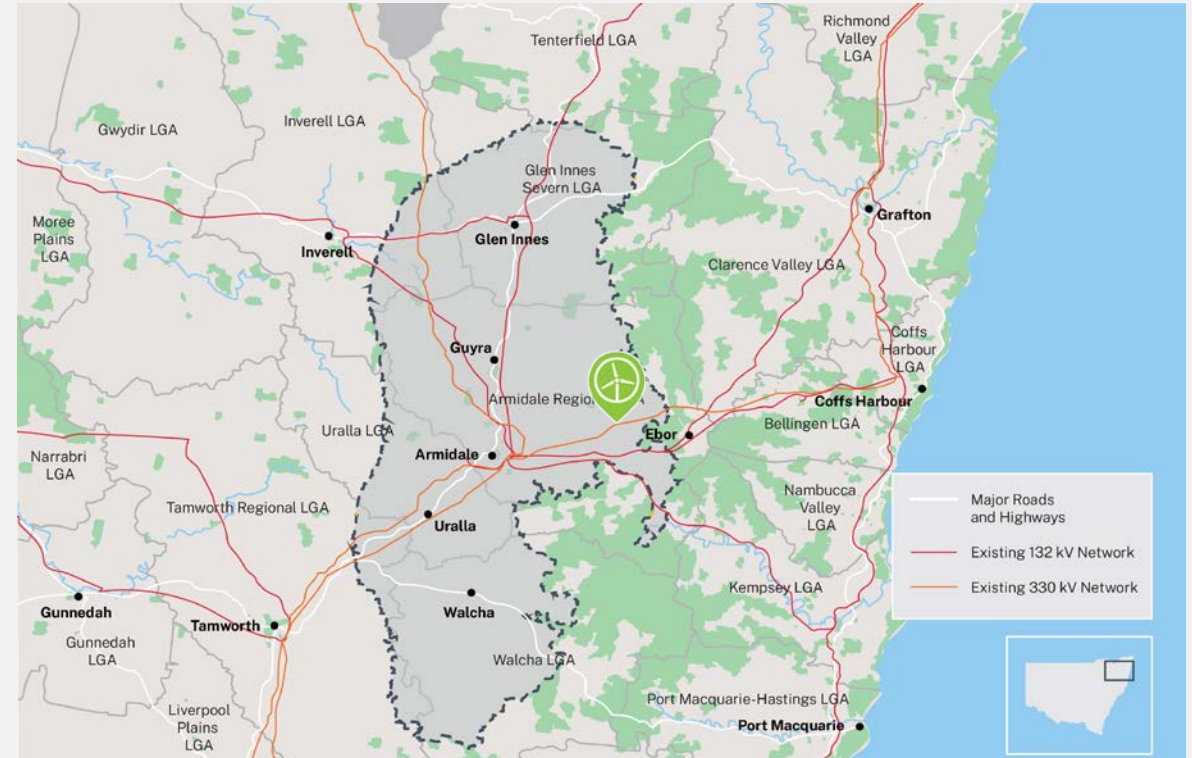 Richmond
Valley
LGA
Tenterfield LGA
Gwydir LGA
Inverell LGA
Glen Innes
Severn LGA
Moree
Plains
LGA
Inverell
Glen Innes
Grafton
Clarence Valley LGA
Coffs
Harbour
LGA
Guyra
Armidale Regio
Coffs Harbour
Uralla LGA
Ebor
Bellingen LGA
Armidale
Narrabri
LGA
Tamworth Regional LGA
Uralla
Nambucca
Valley
LGA
Major Roads
and Highways
Existing 132 kV Network
Existing 330 kV Network
Kempsey LGA
Gunnedah
Walcha
Tamworth
Gunnedah
LGA
Walcha LGA
Port Macquarie-Hastings LGA
Liverpool
Plains
LGA
Port Macquarie